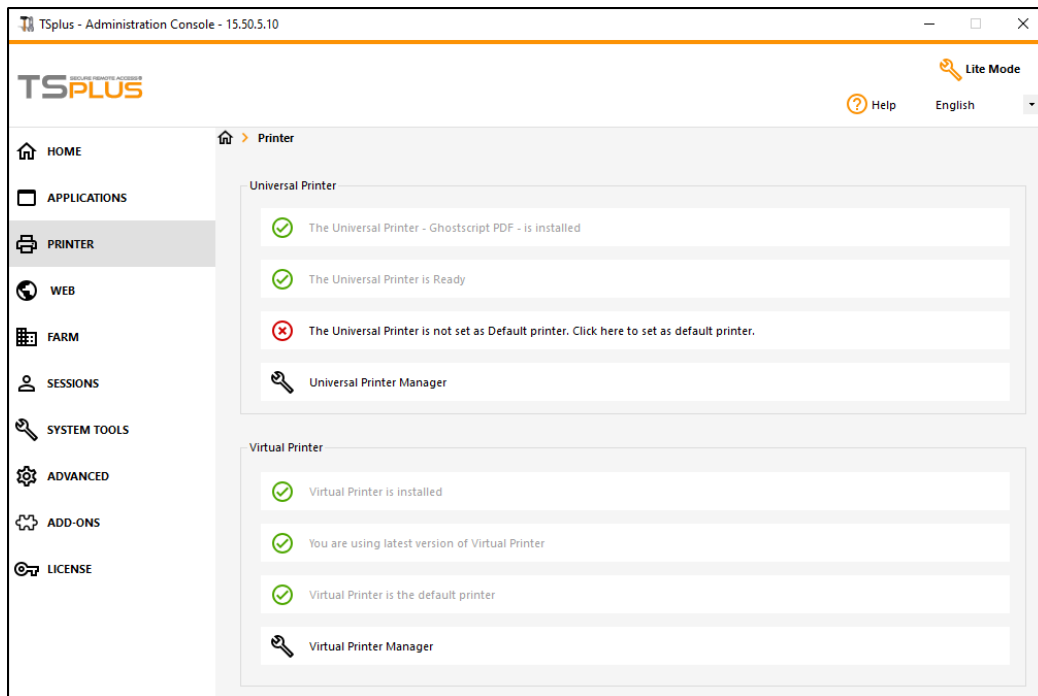 TSplus - Administration Console - 15.50.5.10
SECURE REMOTE ACCESS®
TSPLUS
Lite Mode
Help
English
HOME
APPLICATIONS
PRINTER
WEB
FARM
SESSIONS
SYSTEM TOOLS
ADVANCED
ADD-ONS
LICENSE
Printer
Universal Printer
The Universal Printer - Ghostscript PDF - is installed
The Universal Printer is Ready
The Universal Printer is not set as Default printer. Click here to set as default printer.
Universal Printer Manager
Virtual Printer
Virtual Printer is installed
You are using latest version of Virtual Printer
Virtual Printer is the default printer
Virtual Printer Manager